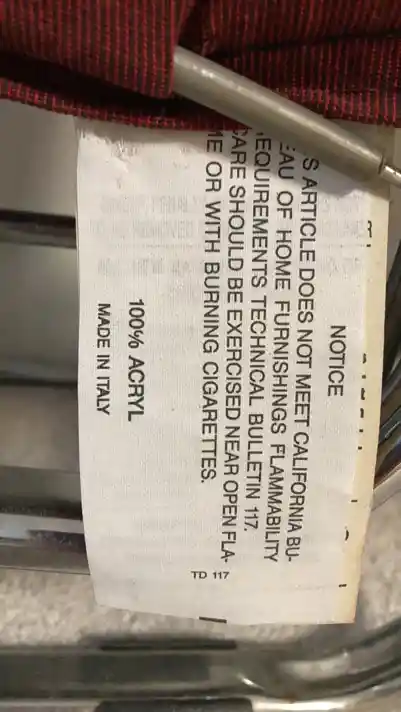 NOTICE
S ARTICLE DOES NOT MEET CALIFORNIA BU-
EAU OF HOME FURNISHINGS FLAMMABILITY
EQUIREMENTS TECHNICAL BULLETIN 117.
CARE SHOULD BE EXERCISED NEAR OPEN FLA-
ME OR WITH BURNING CIGARETTES.
100% ACRYL
MADE IN ITALY
TD 117